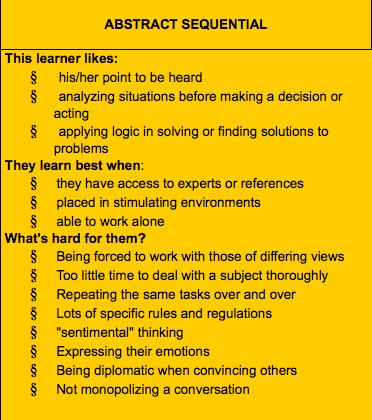 ABSTRACT SEQUENTIAL
This learner likes:
§ his/her point to be heard
§ analyzing situations before making a decision or
acting
§ applying logic in solving or finding solutions to
problems
They learn best when:
§ they have access to experts or references
§ placed in stimulating environments
§ able to work alone
What's hard for them?
§ Being forced to work with those of differing views
§ Too little time to deal with a subject thoroughly
§ Repeating the same tasks over and over
§ Lots of specific rules and regulations
§ "sentimental" thinking
§ Expressing their emotions
§ Being diplomatic when convincing others
§ Not monopolizing a conversation